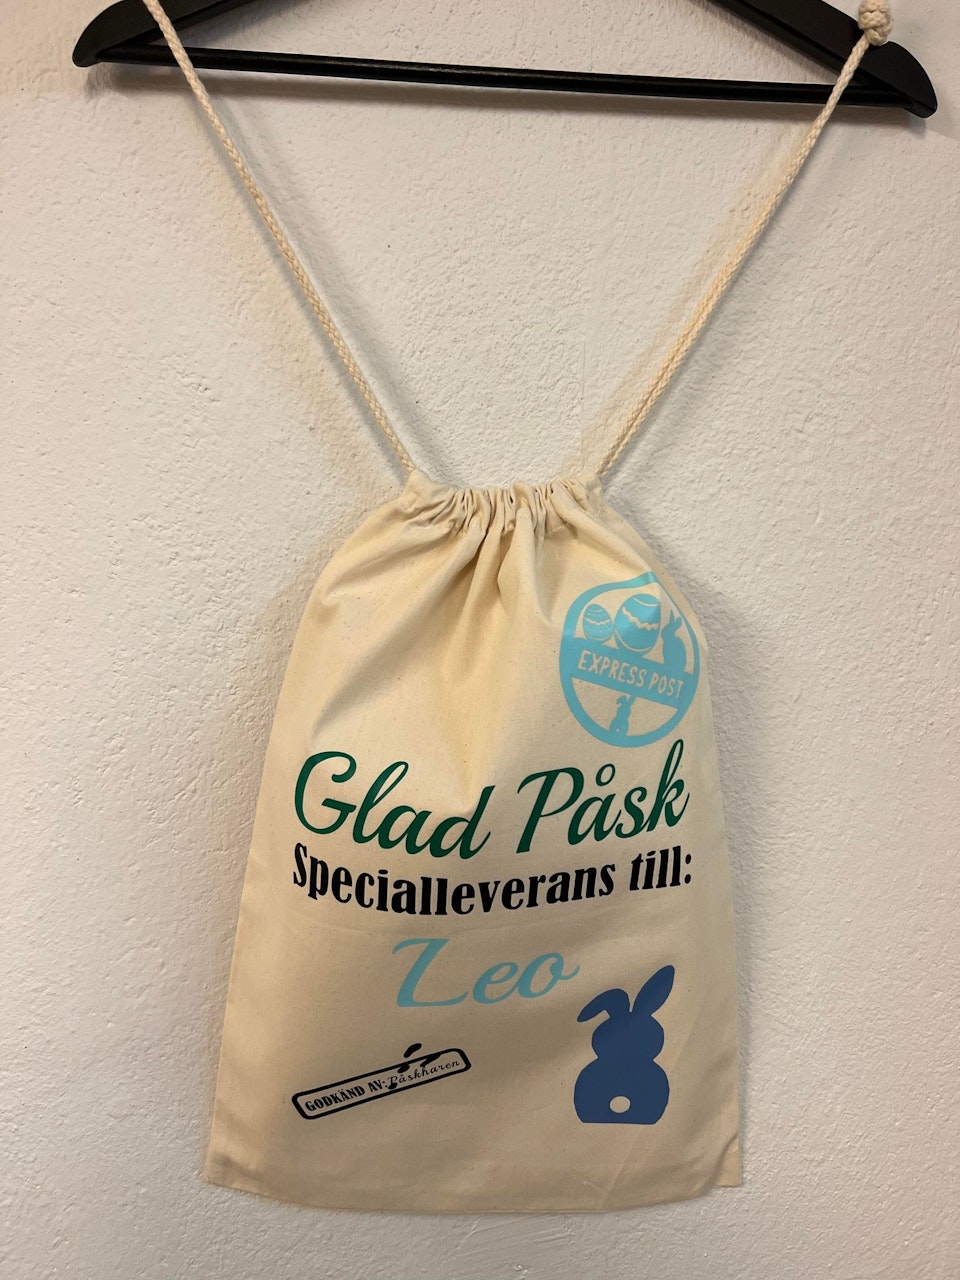 EXPRESS POST
Glad Påsk
Specialleverans till:
Leo
GODKÄND AV: Påskharen